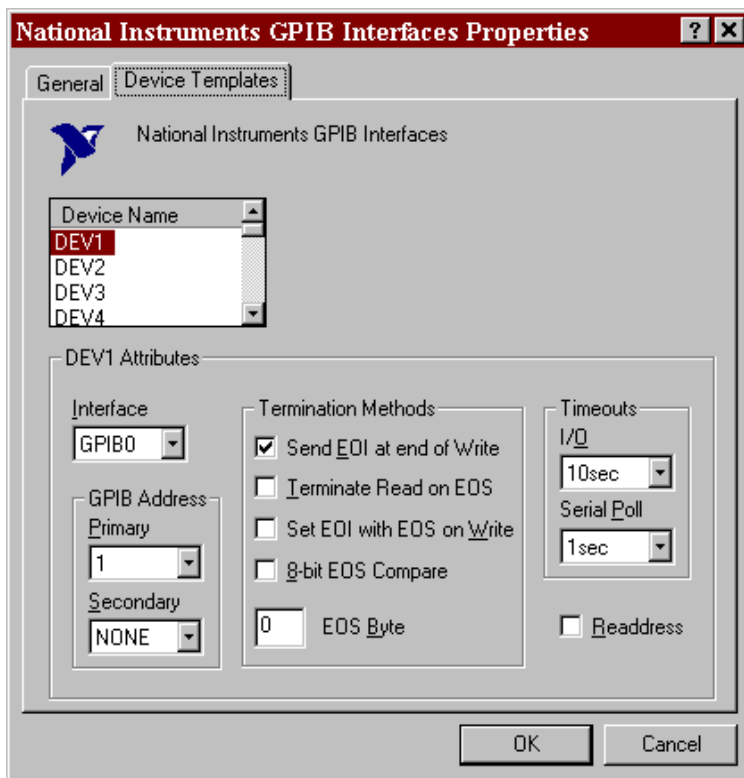 National Instruments GPIB Interfaces Properties
General
Device Templates
National Instruments GPIB Interfaces
Device Name
DEV1
DEV2
DEV3
DEV4
DEV1 Attributes
Interface
GPIB0
GPIB Address
Primary
1
Secondary
NONE
Termination Methods
Send EOI at end of Write
Terminate Read on EOS
Set EOI with EOS on Write
8-bit EOS Compare
0 EOS Byte
Timeouts
I/O
10sec
Serial Poll
1sec
Readdress
OK
Cancel